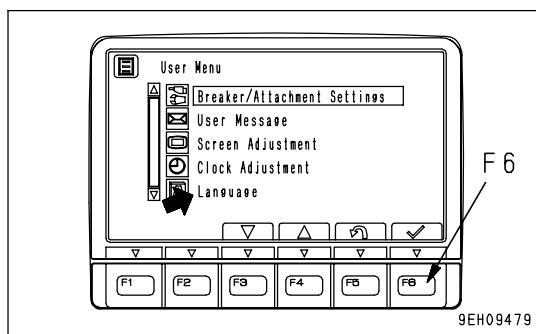 User Menu
Breaker/Attachment Settings
User Message
Screen Adjustment
Clock Adjustment
Language
F6
F1 F2 F3 F4 F5 F6
9EH09479